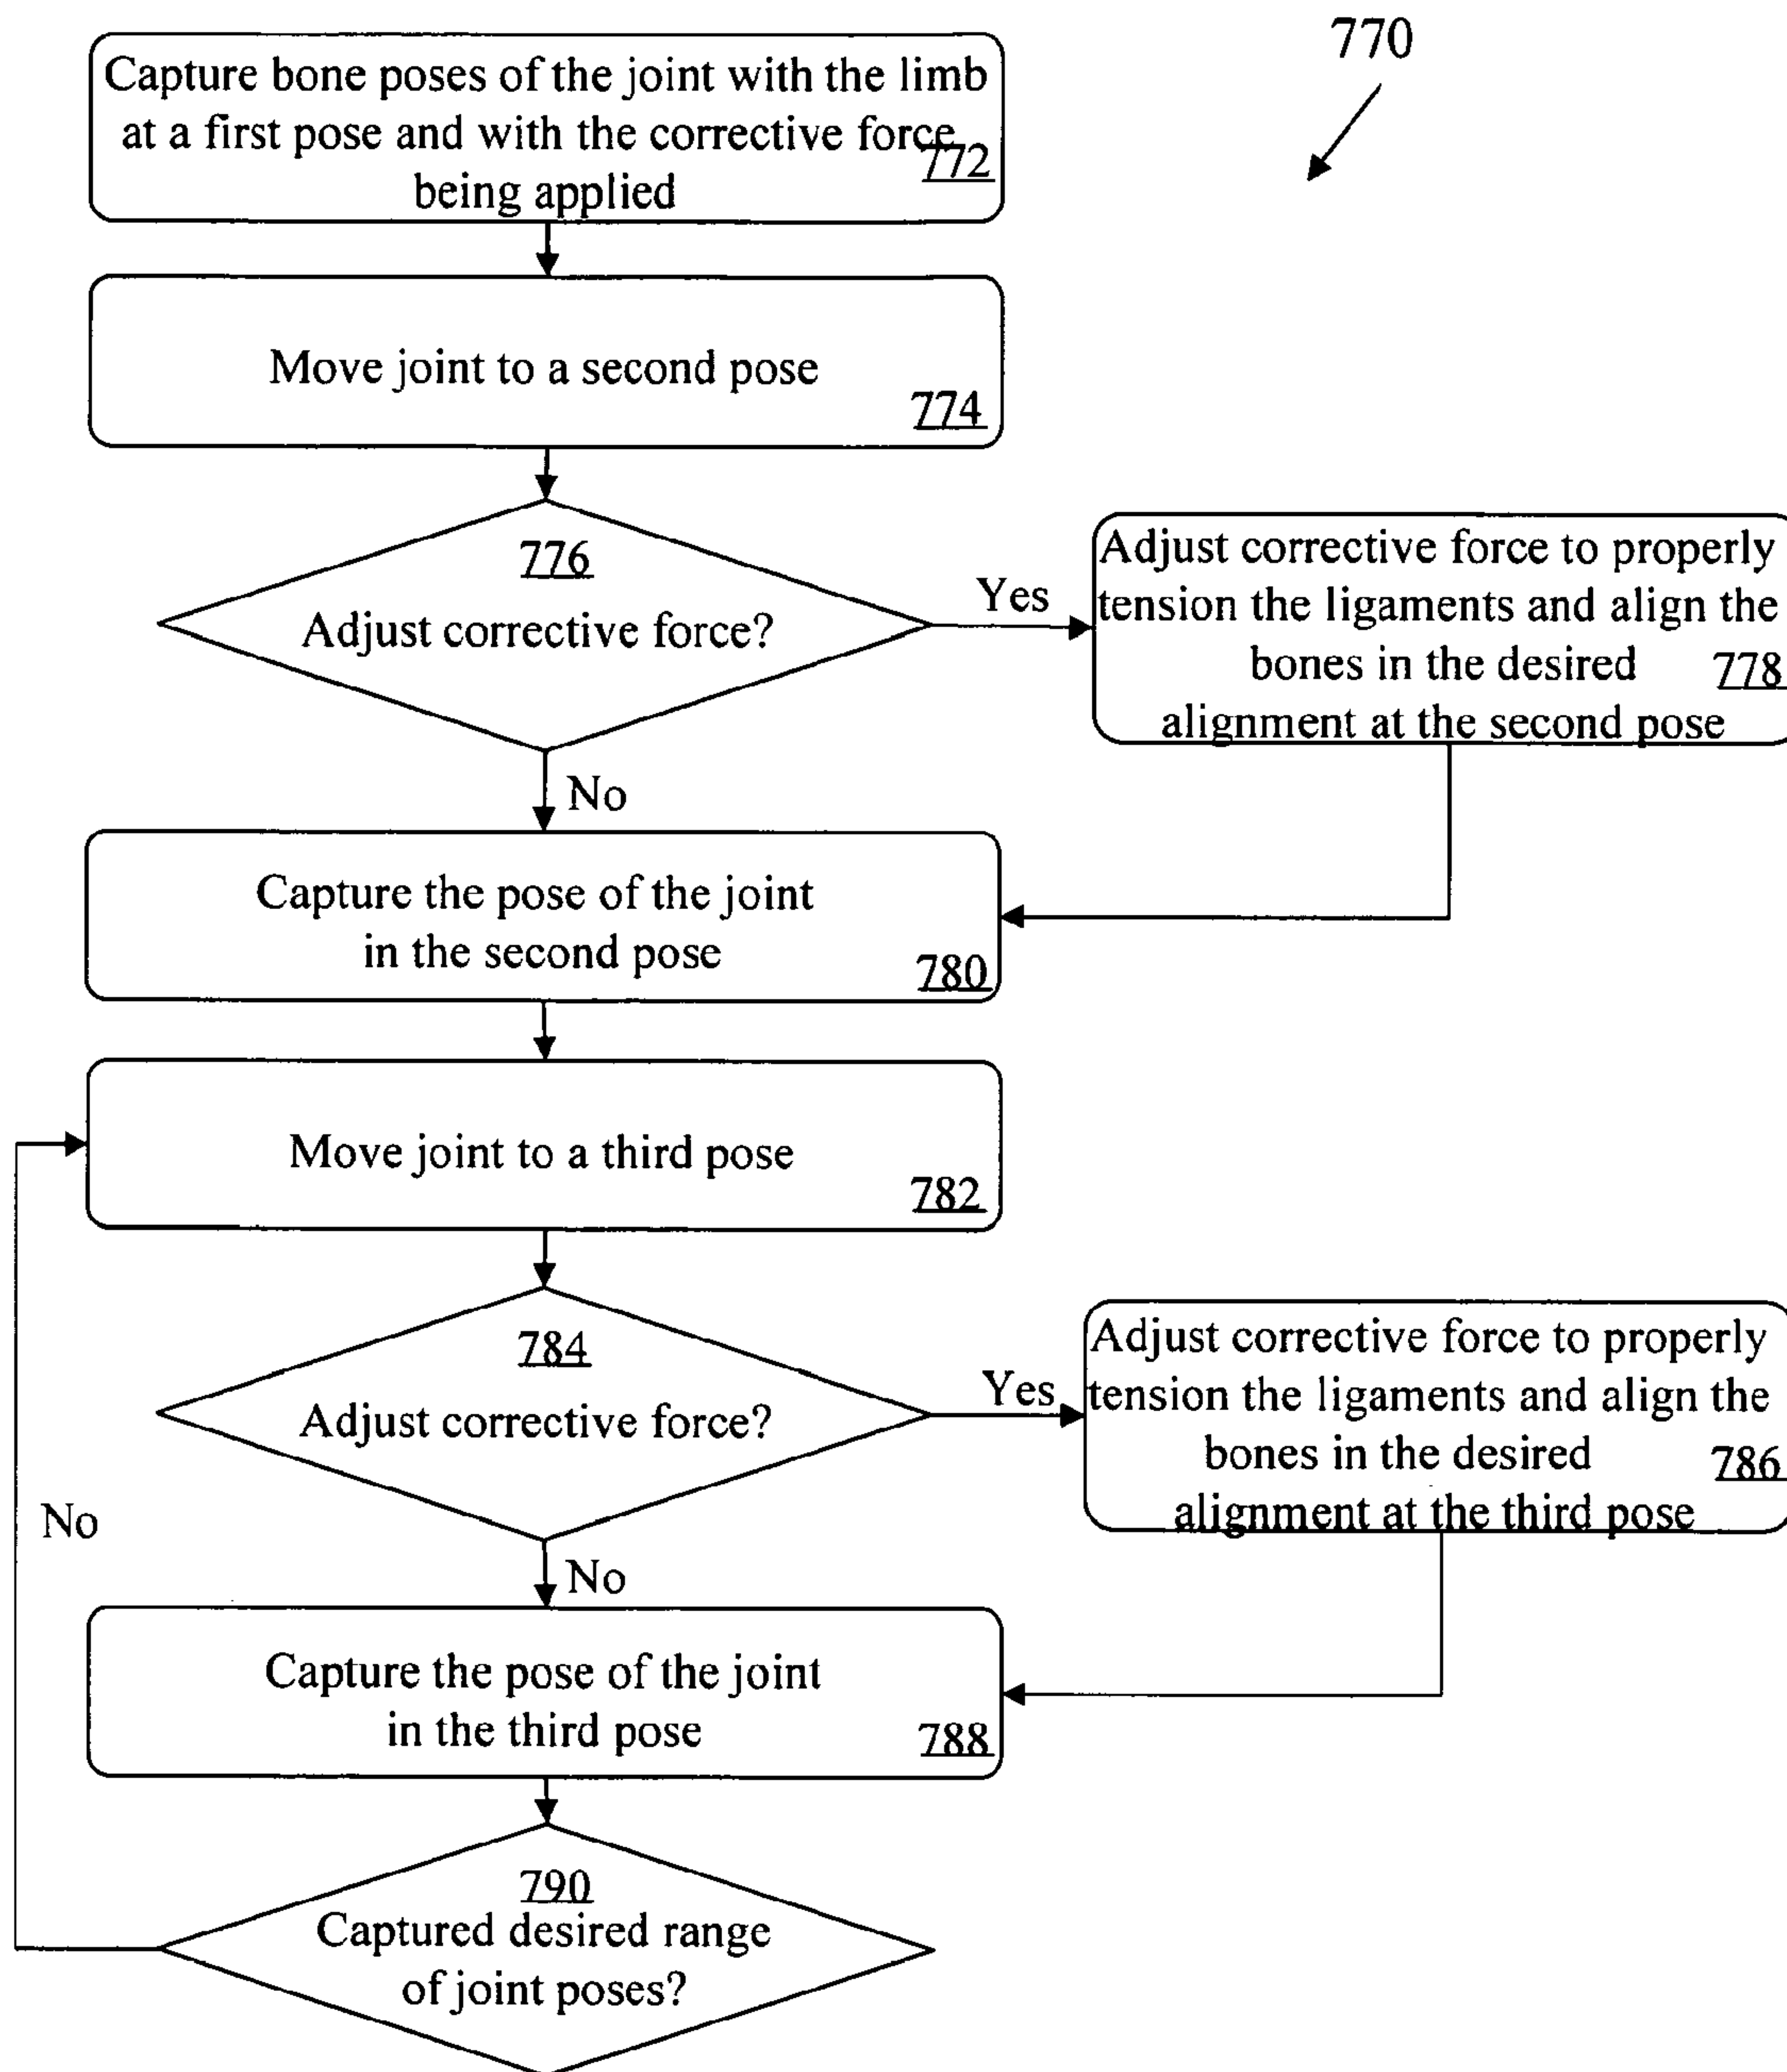 770
Capture bone poses of the joint with the limb
at a first pose and with the corrective force
772
being applied
Move joint to a second pose
774
776
Adjust corrective force?
Yes
Adjust corrective force to properly
tension the ligaments and align the
bones in the desired
778
alignment at the second pose
No
Capture the pose of the joint
in the second pose
780
Move joint to a third pose
782
784
Adjust corrective force?
Yes
Adjust corrective force to properly
tension the ligaments and align the
bones in the desired
786
alignment at the third pose
No
No
Capture the pose of the joint
in the third pose
788
790
Captured desired range
of joint poses?